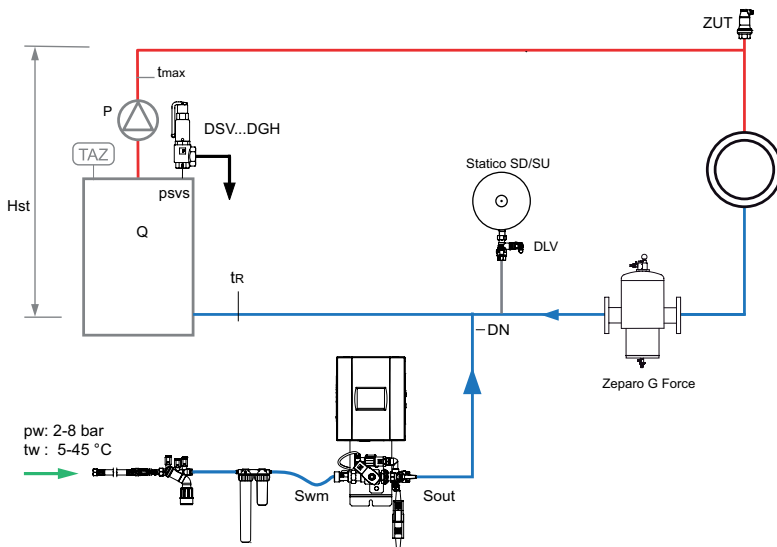 ZUT
tmax
P
DSV...DGH
TAZ
psvs
Statico SD/SU
Hst
Q
DLV
tR
DN
Zeparo G Force
pw: 2-8 bar
tw : 5-45 °C
Swm
Sout